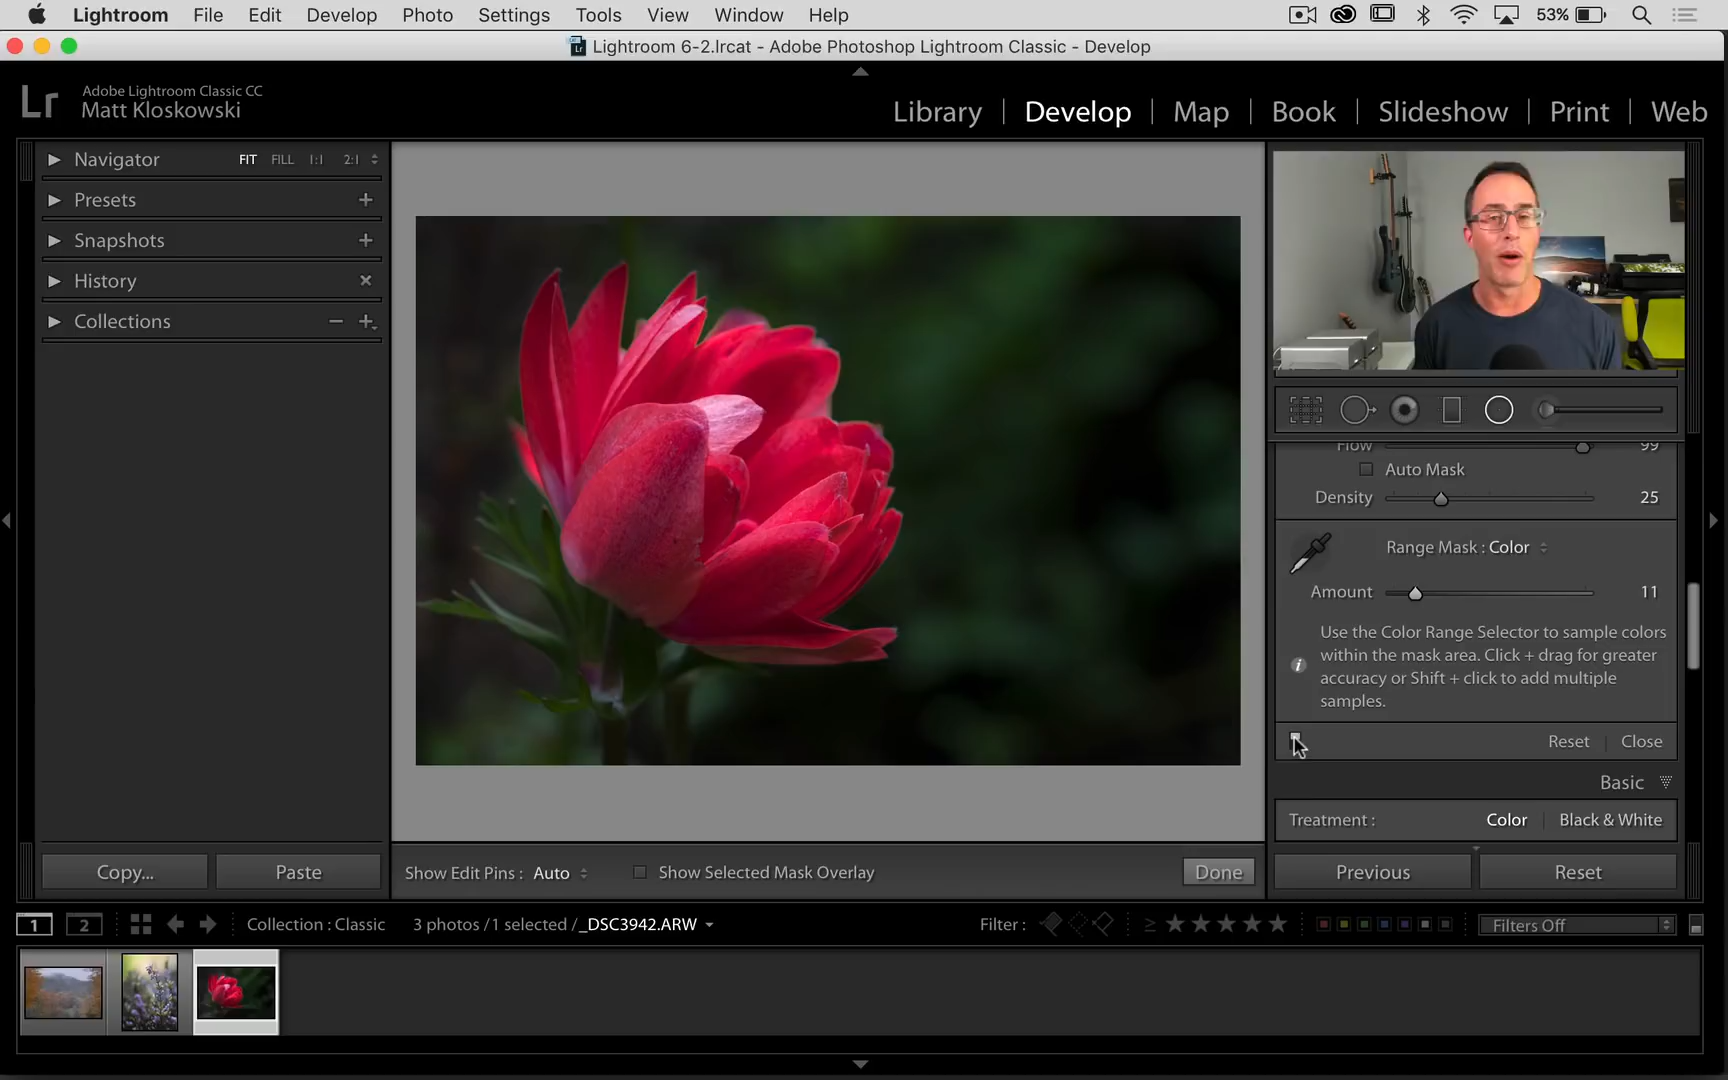 Lightroom File Edit Develop Photo Settings Tools View Window Help 53%
Lr Lightroom 6-2.lrcat - Adobe Photoshop Lightroom Classic - Develop
Lr
Adobe Lightroom Classic CC
Matt Kloskowski
Library | Develop | Map | Book | Slideshow | Print | Web
Navigator FIT FILL 1:1 2:1
Presets
Snapshots
History
Collections
Flow 99
Auto Mask
Density 25
Range Mask : Color
Amount 11
Use the Color Range Selector to sample colors
within the mask area. Click + drag for greater
accuracy or Shift + click to add multiple
samples.
Reset | Close
Basic
Treatment : Color | Black & White
Copy... Paste
Show Edit Pins : Auto Show Selected Mask Overlay Done
Previous Reset
1 2 Collection : Classic 3 photos /1 selected /_DSC3942.ARW Filter : ≥ ★★★★★ Filters Off